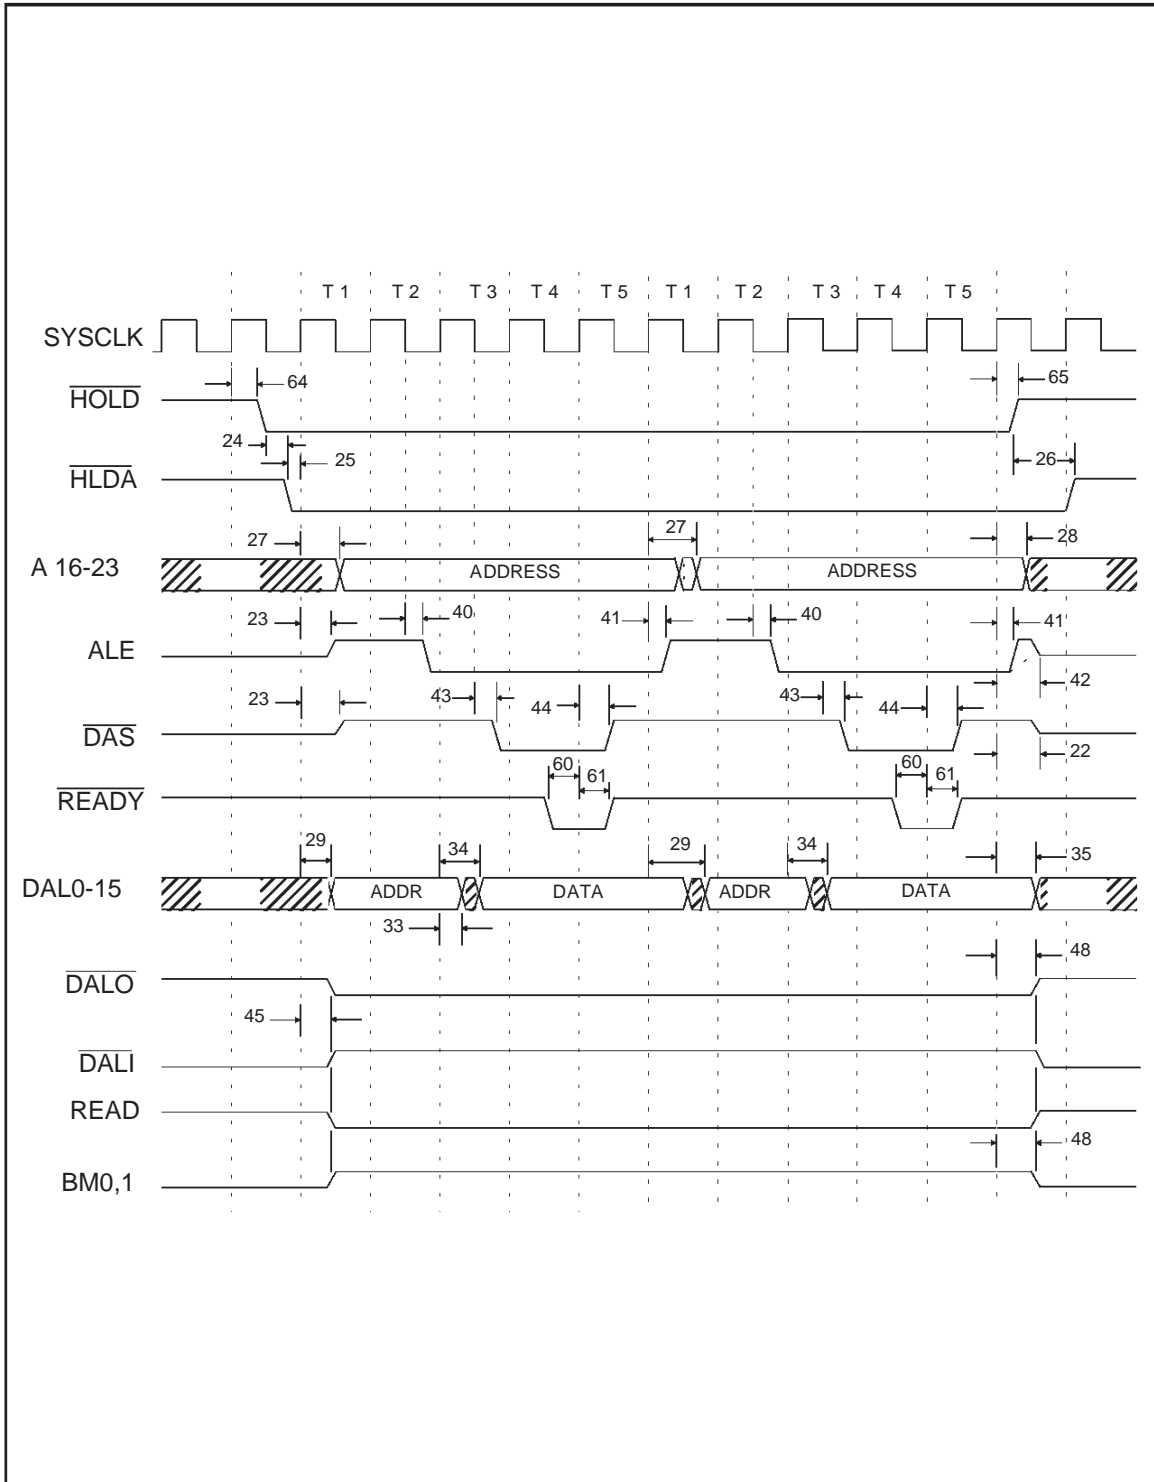 T 1 T 2 T 3 T 4 T 5 T 1 T 2 T 3 T 4 T 5
SYSCLK
64 65
HOLD
24 25 26
HLDA
27 27 28
A 16-23 ADDRESS ADDRESS
23 40 41 40 41
ALE
42
23 43 44 43 44
DAS
22
60 61 60 61
READY
29 34 29 34 35
DAL0-15 ADDR DATA ADDR DATA
33
48
DALO
45
DALI
READ
48
BM0,1